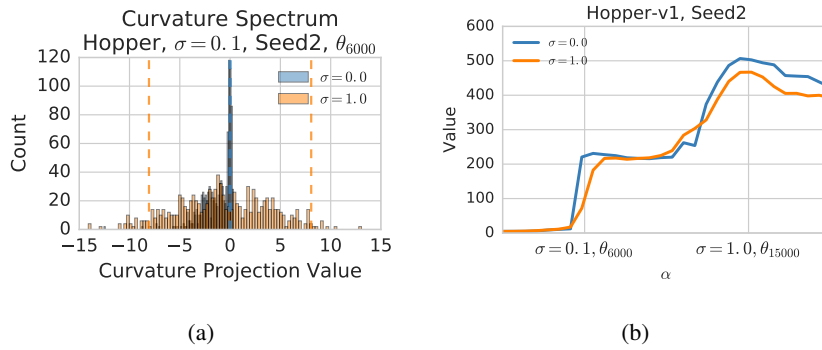 Curvature Spectrum
Hopper, σ = 0.1, Seed2, θ6000
120
100
80
60
40
20
0
Count
σ = 0.0
σ = 1.0
−15 −10 −5 0 5 10 15
Curvature Projection Value
(a)
Hopper-v1, Seed2
600
500
400
300
200
100
0
Value
σ = 0.0
σ = 1.0
σ = 0.1, θ6000 σ = 1.0, θ15000
α
(b)